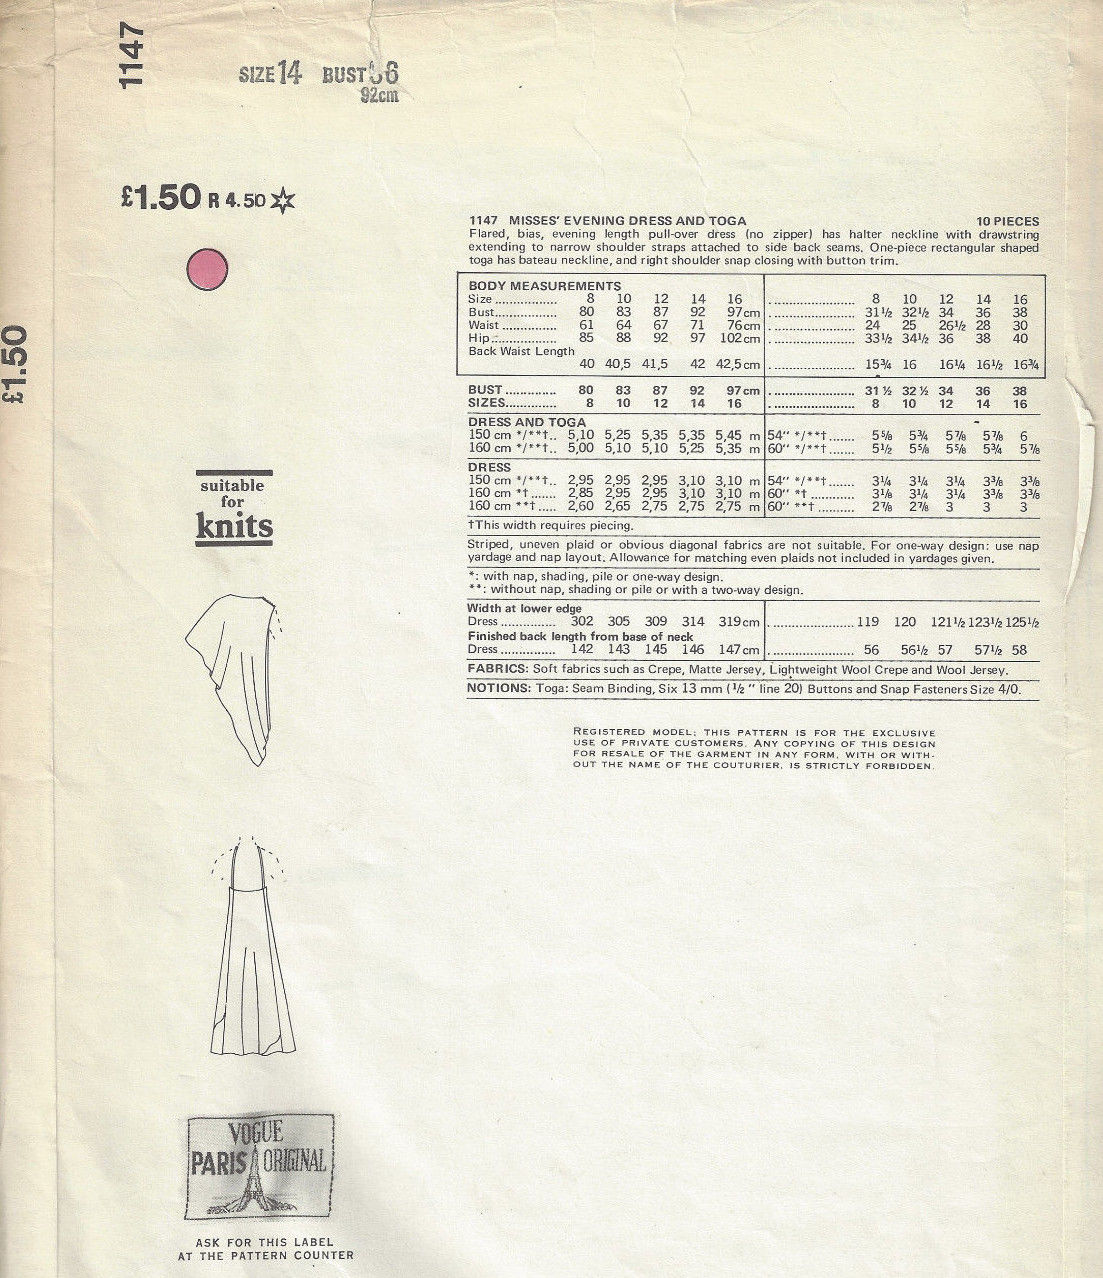 1147
SIZE 14 BUST 36
92cm
£1.50 R 4.50
£1.50
1147 MISSES' EVENING DRESS AND TOGA 10 PIECES
Flared, bias, evening length pull-over dress (no zipper) has halter neckline with drawstring
extending to narrow shoulder straps attached to side back seams. One-piece rectangular shaped
toga has bateau neckline, and right shoulder snap closing with button trim.
BODY MEASUREMENTS
Size ................. 8 10 12 14 16 ........................ 8 10 12 14 16
Bust................. 80 83 87 92 97cm ........................ 31½ 32½ 34 36 38
Waist ............... 61 64 67 71 76cm ........................ 24 25 26½ 28 30
Hip.................. 85 88 92 97 102cm ........................ 33½ 34½ 36 38 40
Back Waist Length
40 40,5 41,5 42 42,5cm ........................ 15¾ 16 16¼ 16½ 16¾
BUST .............. 80 83 87 92 97cm ........................ 31½ 32½ 34 36 38
SIZES.............. 8 10 12 14 16 ........................ 8 10 12 14 16
DRESS AND TOGA
150 cm */**†.. 5,10 5,25 5,35 5,35 5,45 m 54" */**†....... 5⅝ 5¾ 5⅞ 5⅞ 6
160 cm */**†.. 5,00 5,10 5,10 5,25 5,35 m 60" */**†....... 5½ 5⅝ 5⅝ 5¾ 5⅞
DRESS
150 cm */**†.. 2,95 2,95 2,95 3,10 3,10 m 54" */**†....... 3¼ 3¼ 3¼ 3⅜ 3⅜
160 cm *† ....... 2,85 2,95 2,95 3,10 3,10 m 60" *† ............ 3⅛ 3¼ 3¼ 3⅜ 3⅜
160 cm **† ..... 2,60 2,65 2,75 2,75 2,75 m 60" **† .......... 2⅞ 2⅞ 3 3 3
†This width requires piecing.
Striped, uneven plaid or obvious diagonal fabrics are not suitable. For one-way design: use nap
yardage and nap layout. Allowance for matching even plaids not included in yardages given.
*: with nap, shading, pile or one-way design.
**: without nap, shading or pile or with a two-way design.
Width at lower edge
Dress ............... 302 305 309 314 319cm ........................ 119 120 121½ 123½ 125½
Finished back length from base of neck
Dress ............... 142 143 145 146 147cm ........................ 56 56½ 57 57½ 58
FABRICS: Soft fabrics such as Crepe, Matte Jersey, Lightweight Wool Crepe and Wool Jersey.
NOTIONS: Toga: Seam Binding, Six 13 mm (½" line 20) Buttons and Snap Fasteners Size 4/0.
suitable
for
knits
REGISTERED MODEL: THIS PATTERN IS FOR THE EXCLUSIVE
USE OF PRIVATE CUSTOMERS. ANY COPYING OF THIS DESIGN
FOR RESALE OF THE GARMENT IN ANY FORM, WITH OR WITH-
OUT THE NAME OF THE COUTURIER, IS STRICTLY FORBIDDEN.
VOGUE
PARIS ORIGINAL
ASK FOR THIS LABEL
AT THE PATTERN COUNTER